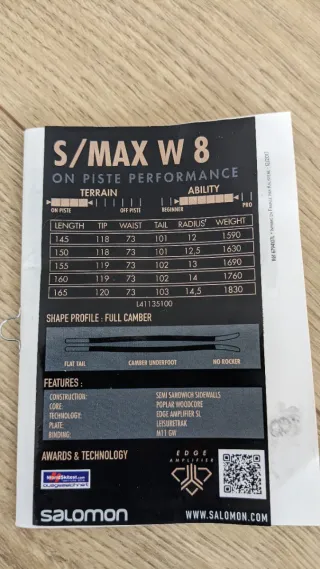 S/MAX W 8
ON PISTE PERFORMANCE
TERRAIN ABILITY
ON PISTE OFF PISTE BEGINNER PRO
LENGTH TIP WAIST TAIL RADIUS WEIGHT
145 118 73 101 12 1590
150 118 73 101 12,5 1630
155 119 73 102 13 1690
160 119 73 102 14 1760
165 120 73 103 14,5 1830
L41135100
SHAPE PROFILE : FULL CAMBER
FLAT TAIL CAMBER UNDERFOOT NO ROCKER
FEATURES :
CONSTRUCTION: SEMI SANDWICH SIDEWALLS
CORE: POPLAR WOODCORE
TECHNOLOGY: EDGE AMPLIFIER SL
PLATE: LEISURETRAK
BINDING: M11 GW
AWARDS & TECHNOLOGY
EDGE
AMPLIFIER
SALOMON WWW.SALOMON.COM